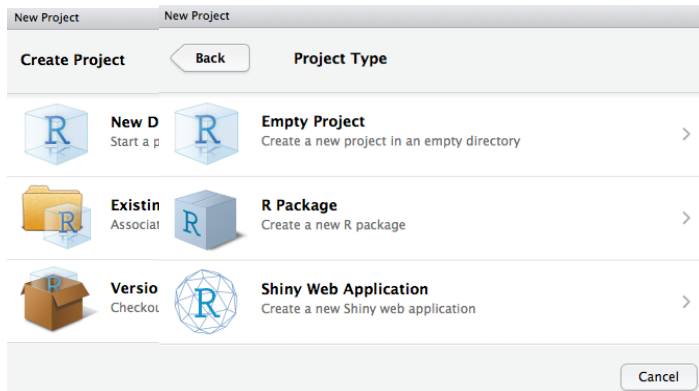 New Project
Create Project
New D
Start a p
Existin
Associat
Versio
Checkou
New Project
Back
Project Type
R
Empty Project
Create a new project in an empty directory
R
R Package
Create a new R package
R
Shiny Web Application
Create a new Shiny web application
Cancel
R
R
R